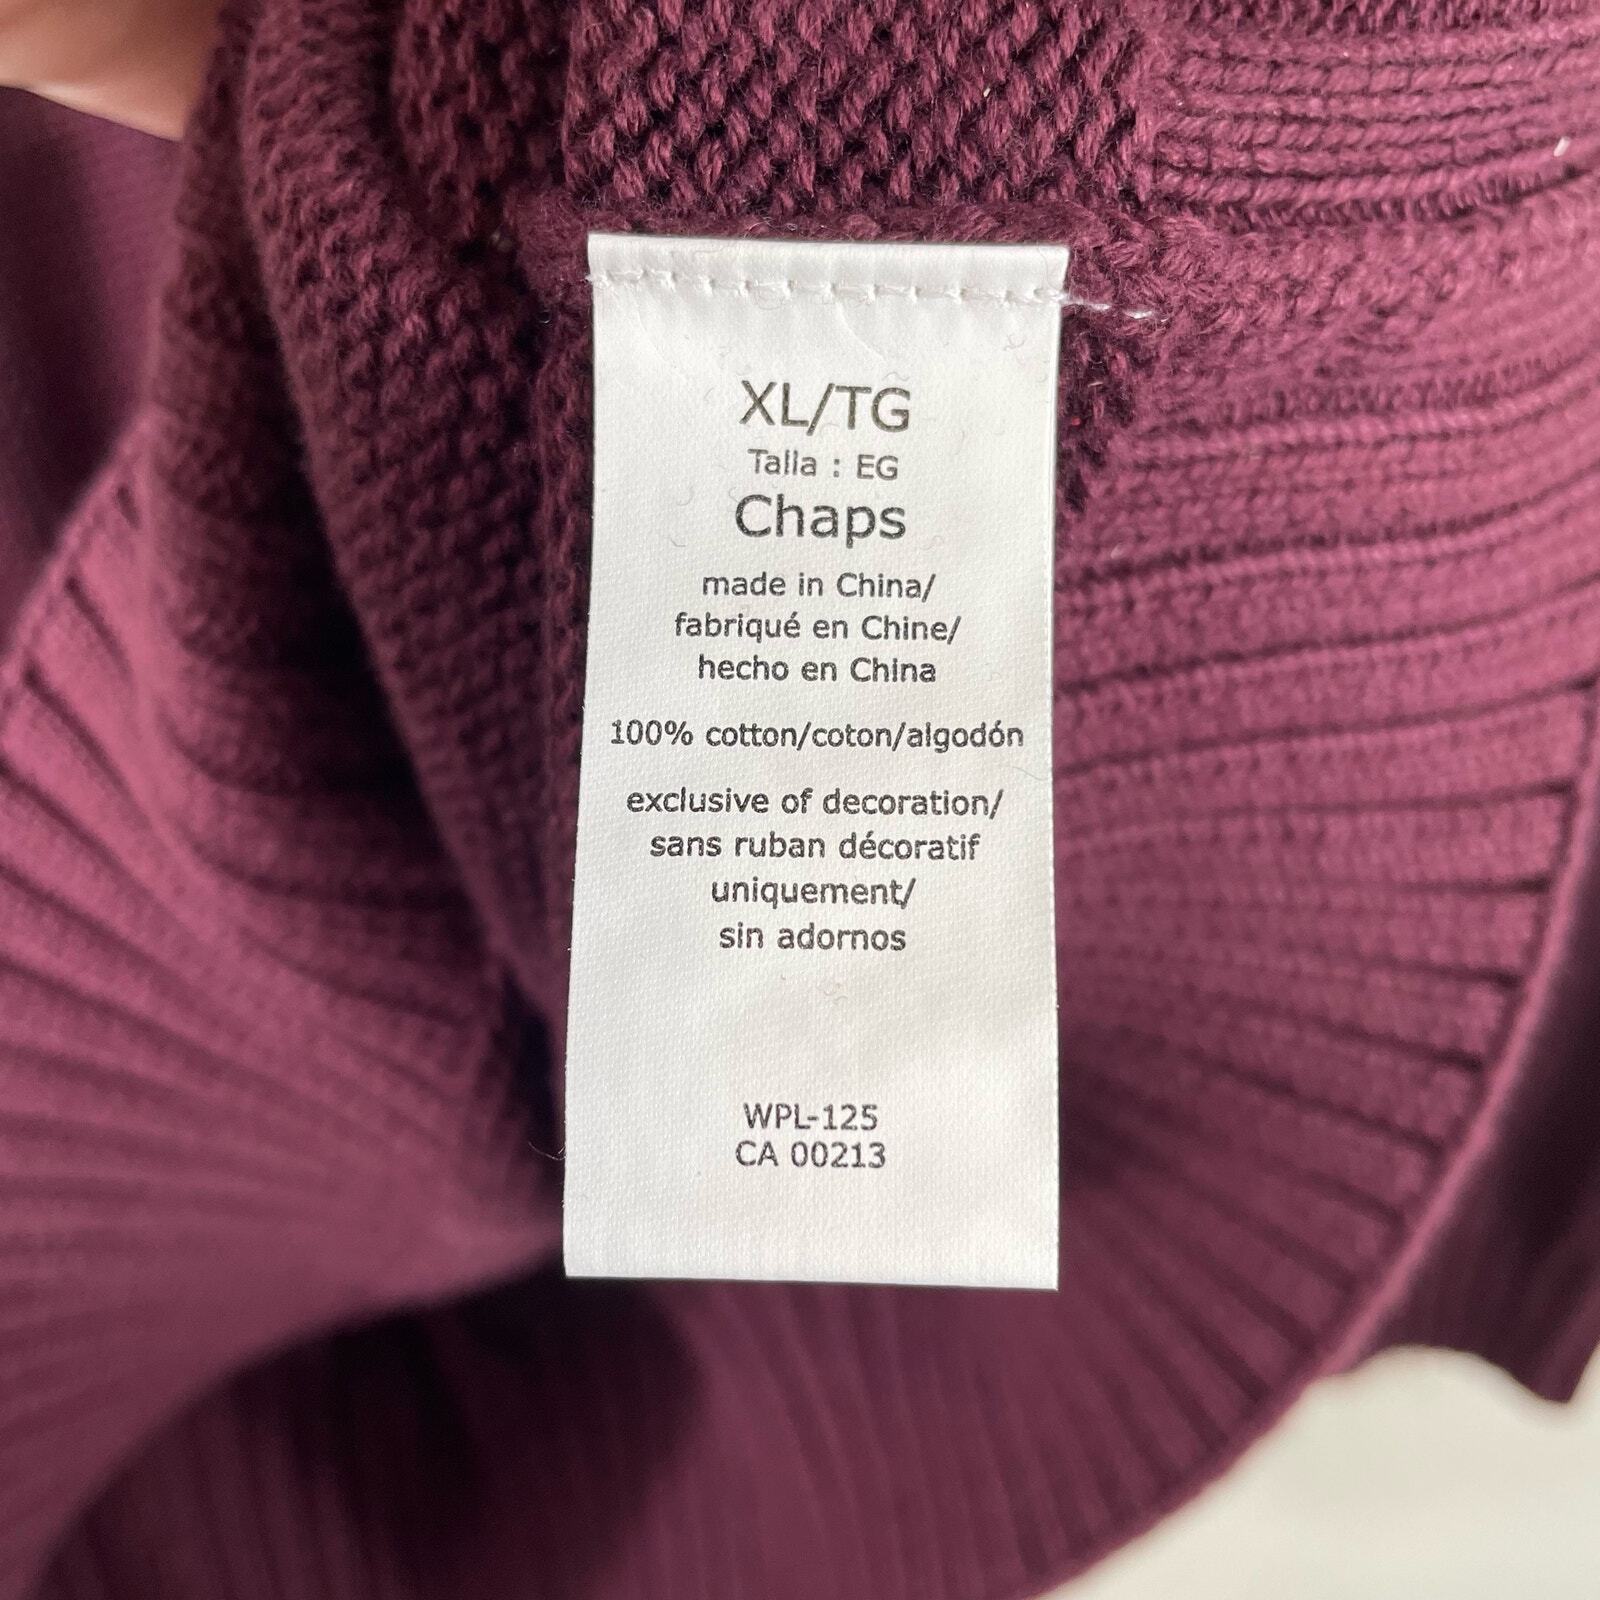 XL/TG
Talla : EG
Chaps
made in China/
fabriqué en Chine/
hecho en China
100% cotton/coton/algodón
exclusive of decoration/
sans ruban décoratif
uniquement/
sin adornos
WPL-125
CA 00213